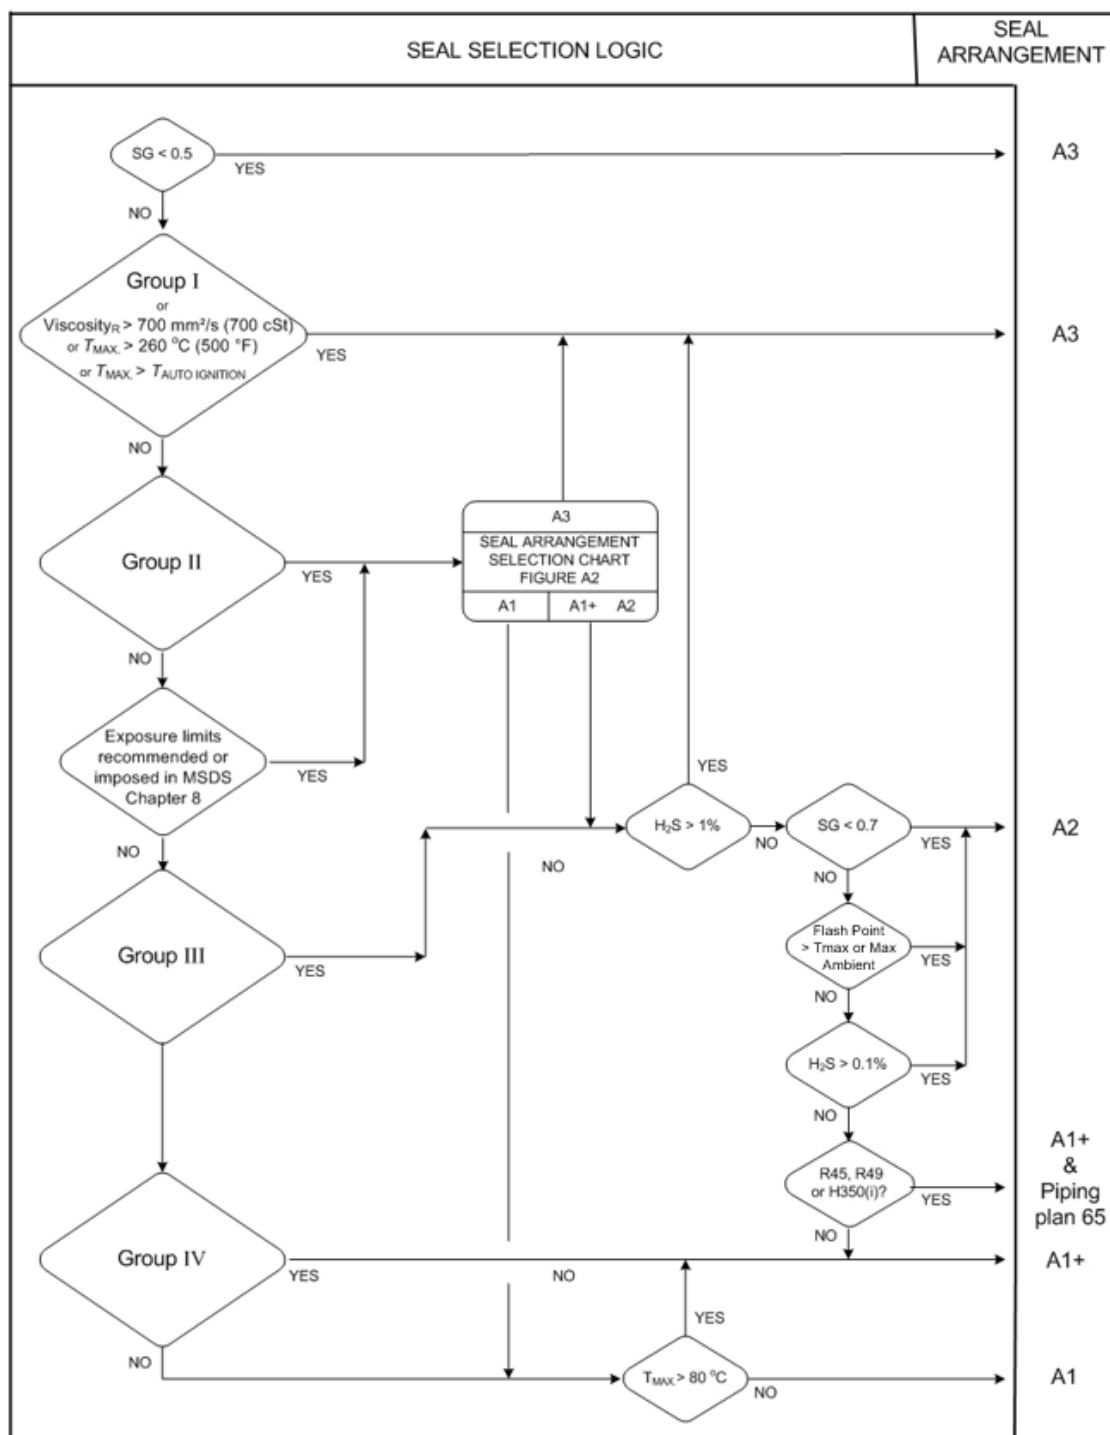 SEAL SELECTION LOGIC
SEAL
ARRANGEMENT
SG < 0.5
YES
A3
NO
Group I
or
Viscosity_R > 700 mm²/s (700 cSt)
or T_MAX. > 260 °C (500 °F)
or T_MAX. > T_AUTO IGNITION
YES
A3
NO
Group II
YES
A3
SEAL ARRANGEMENT
SELECTION CHART
FIGURE A2
A1
A1+ A2
NO
Exposure limits
recommended or
imposed in MSDS
Chapter 8
YES
NO
YES
H₂S > 1%
NO
SG < 0.7
YES
A2
NO
NO
Group III
YES
Flash Point
> Tmax or Max
Ambient
YES
NO
H₂S > 0.1%
YES
NO
R45, R49
or H350(i)?
YES
A1+
&
Piping
plan 65
NO
Group IV
YES
NO
A1+
NO
YES
T_MAX. > 80 °C
NO
A1